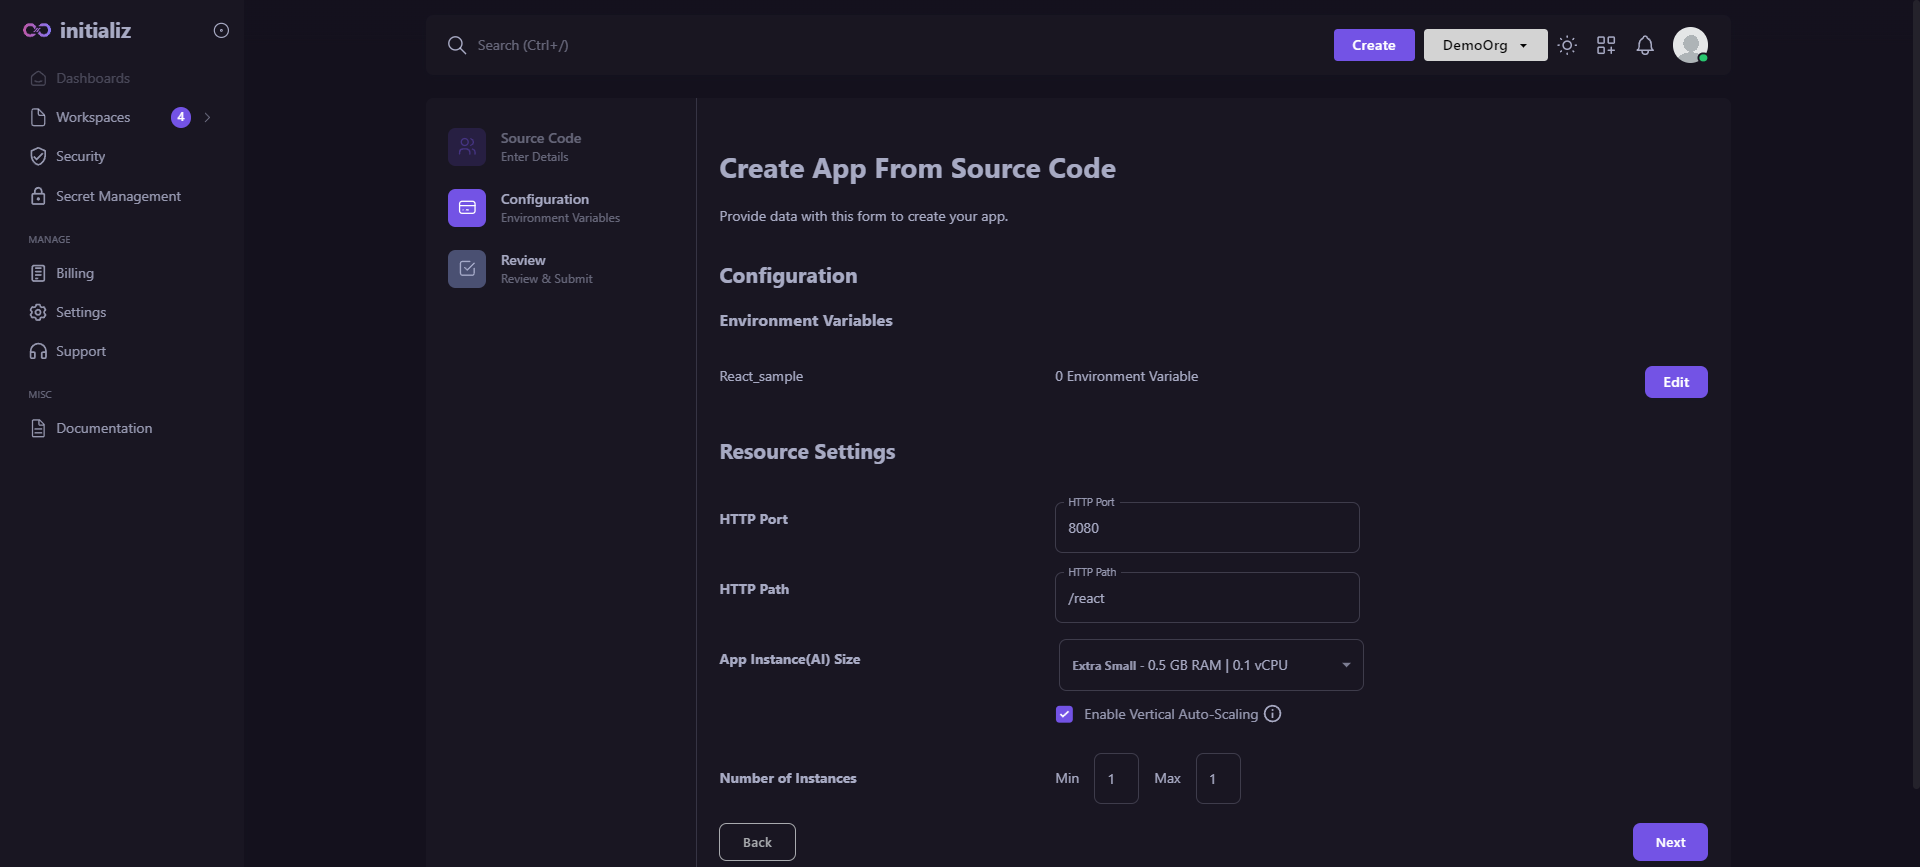 initializ
Dashboards
Workspaces 4
Security
Secret Management
MANAGE
Billing
Settings
Support
MISC
Documentation
Search (Ctrl+/)
Create
DemoOrg
Source Code
Enter Details
Configuration
Environment Variables
Review
Review & Submit
Create App From Source Code
Provide data with this form to create your app.
Configuration
Environment Variables
React_sample 0 Environment Variable Edit
Resource Settings
HTTP Port
HTTP Port
8080
HTTP Path
HTTP Path
/react
App Instance(AI) Size
Extra Small - 0.5 GB RAM | 0.1 vCPU
Enable Vertical Auto-Scaling
Number of Instances Min 1 Max 1
Back Next